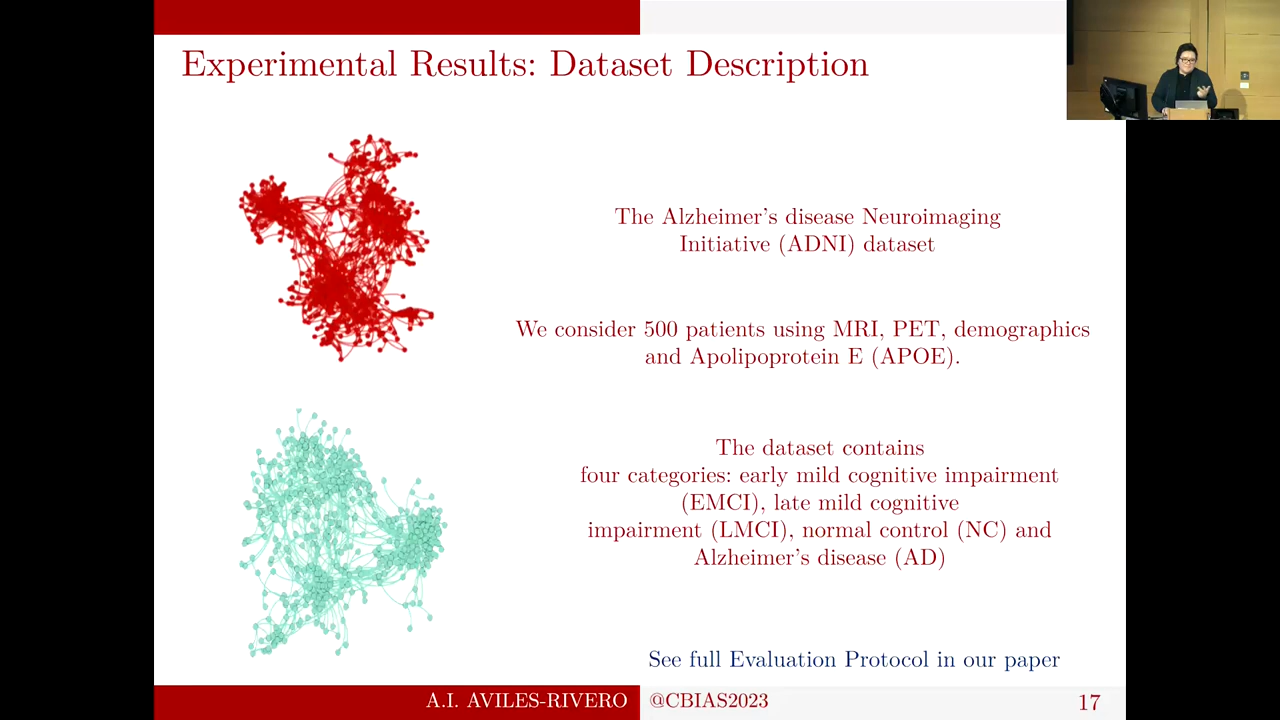 Experimental Results: Dataset Description
The Alzheimer's disease Neuroimaging
Initiative (ADNI) dataset
We consider 500 patients using MRI, PET, demographics
and Apolipoprotein E (APOE).
The dataset contains
four categories: early mild cognitive impairment
(EMCI), late mild cognitive
impairment (LMCI), normal control (NC) and
Alzheimer's disease (AD)
See full Evaluation Protocol in our paper
A.I. AVILES-RIVERO @CBIAS2023 17